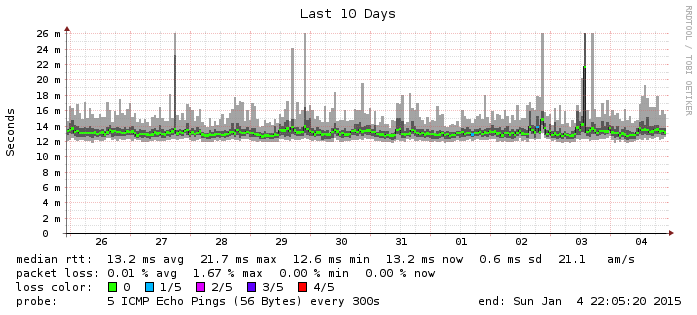 Last 10 Days
RRDTOOL / TOBI OETIKER
Seconds
26 m
24 m
22 m
20 m
18 m
16 m
14 m
12 m
10 m
8 m
6 m
4 m
2 m
0
26 27 28 29 30 31 01 02 03 04
median rtt: 13.2 ms avg 21.7 ms max 12.6 ms min 13.2 ms now 0.6 ms sd 21.1 am/s
packet loss: 0.01 % avg 1.67 % max 0.00 % min 0.00 % now
loss color: 0 1/5 2/5 3/5 4/5
probe: 5 ICMP Echo Pings (56 Bytes) every 300s end: Sun Jan 4 22:05:20 2015